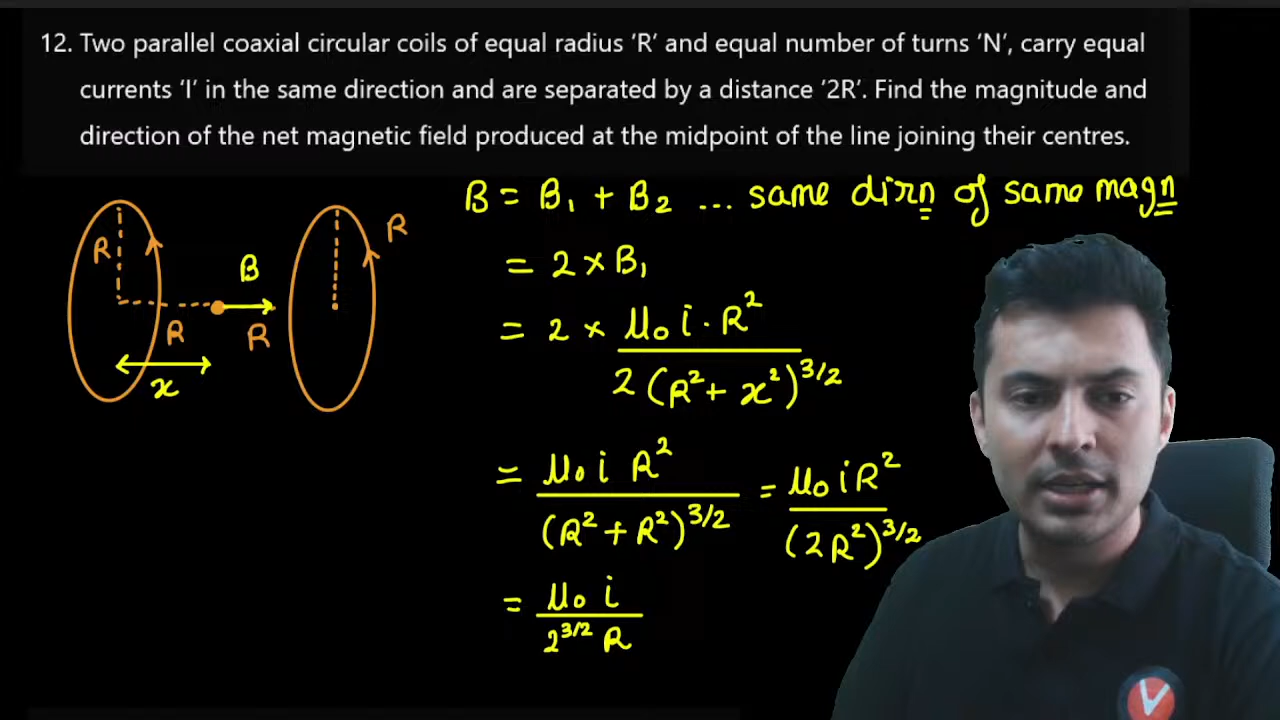 12. Two parallel coaxial circular coils of equal radius ‘R’ and equal number of turns ‘N’, carry equal
currents ‘I’ in the same direction and are separated by a distance ‘2R’. Find the magnitude and
direction of the net magnetic field produced at the midpoint of the line joining their centres.
B = B₁ + B₂ ... same dirn of same magn
= 2 × B₁
= 2 × μ₀ i · R² / 2 (R² + x²)^3/2
= μ₀ i R² / (R² + R²)^3/2 = μ₀ i R² / (2R²)^3/2
= μ₀ i / 2^3/2 R
R
R
B
R
R
x
V